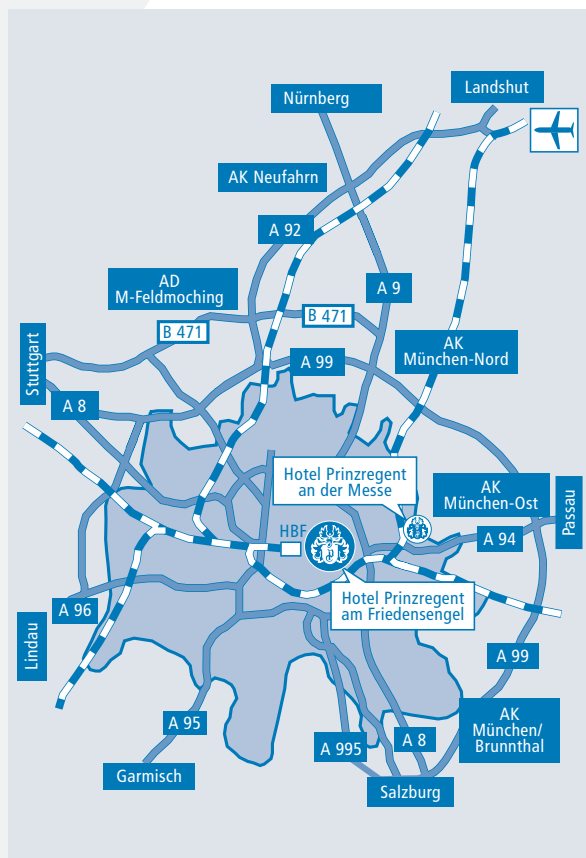 Landshut
Nürnberg
AK Neufahrn
A 92
AD
M-Feldmoching
A 9
B 471
B 471
AK
München-Nord
Stuttgart
A 99
A 8
Hotel Prinzregent
an der Messe
AK
München-Ost
Passau
HBF
A 94
Hotel Prinzregent
am Friedensengel
A 96
Lindau
A 99
A 95
AK
München/
Brunnthal
A 995
A 8
Garmisch
Salzburg